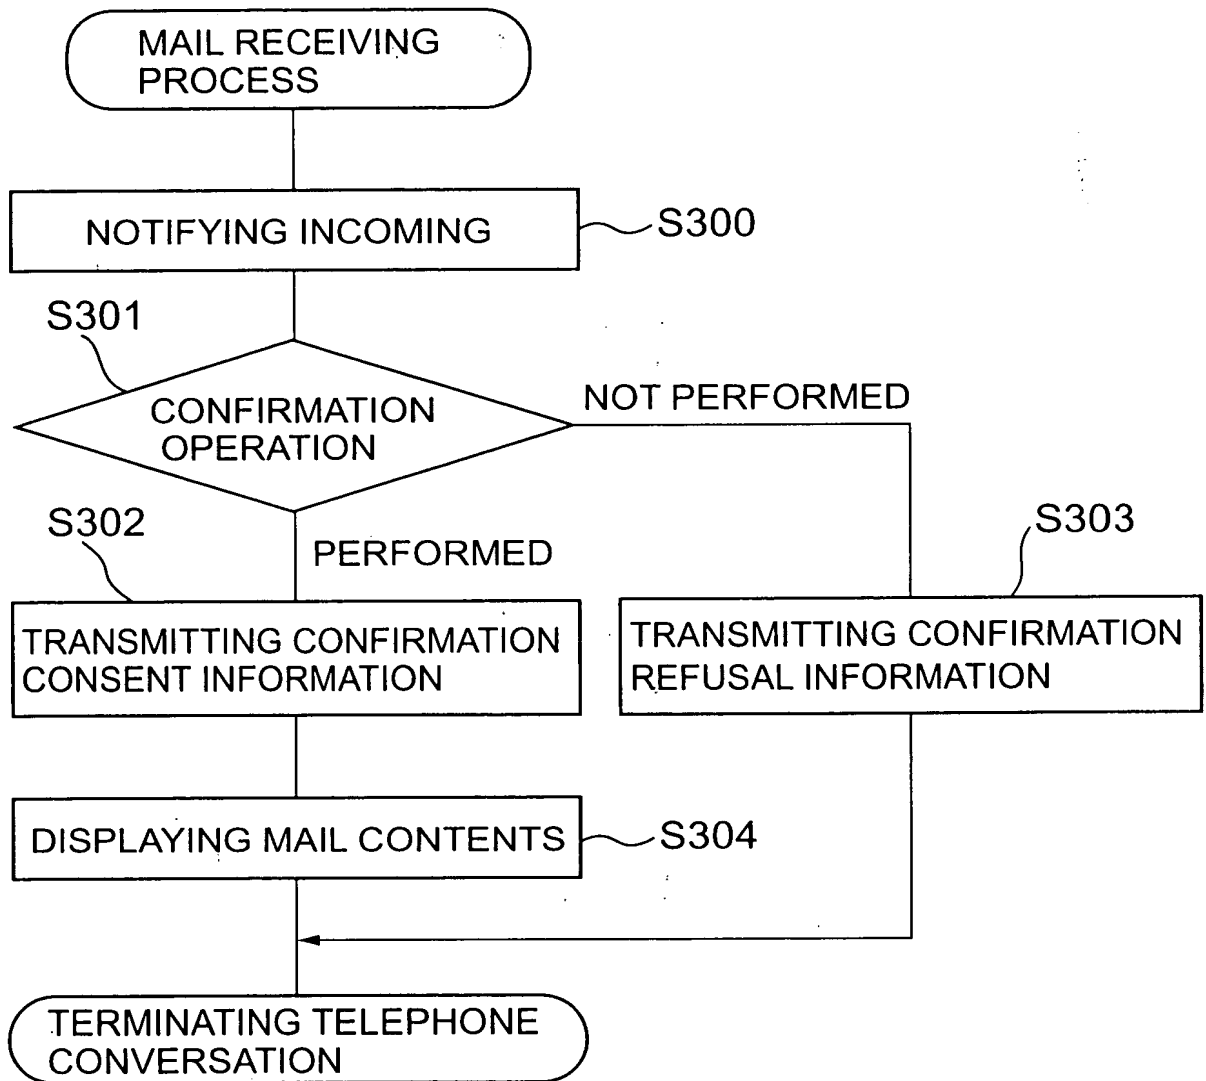 MAIL RECEIVING
PROCESS
NOTIFYING INCOMING
S300
S301
CONFIRMATION
OPERATION
NOT PERFORMED
S302
PERFORMED
S303
TRANSMITTING CONFIRMATION
CONSENT INFORMATION
TRANSMITTING CONFIRMATION
REFUSAL INFORMATION
DISPLAYING MAIL CONTENTS
S304
TERMINATING TELEPHONE
CONVERSATION